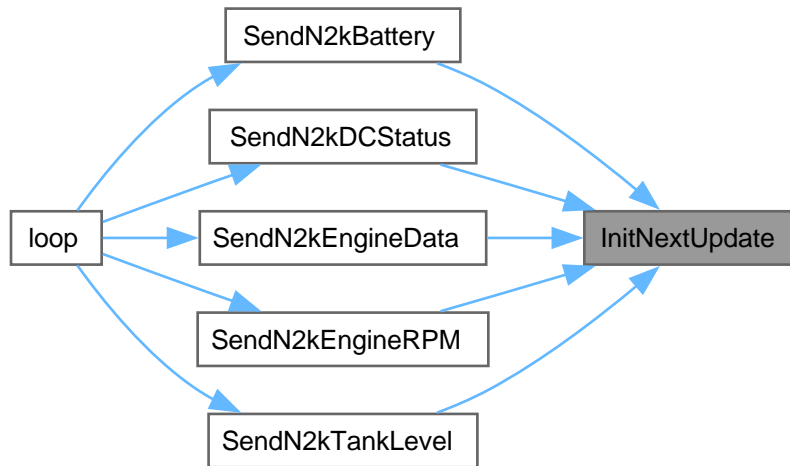 SendN2kBattery
SendN2kDCStatus
loop
SendN2kEngineData
InitNextUpdate
SendN2kEngineRPM
SendN2kTankLevel